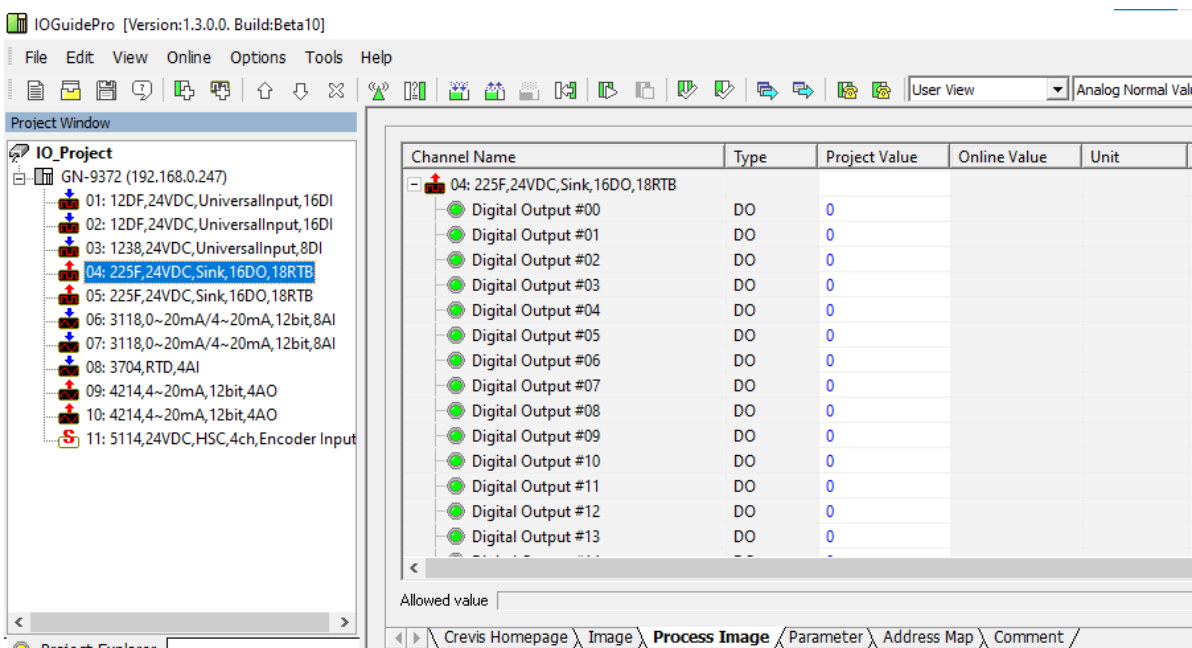 IOGuidePro [Version:1.3.0.0. Build:Beta10]
File Edit View Online Options Tools Help
User View Analog Normal Valu
Project Window
IO_Project
GN-9372 (192.168.0.247)
01: 12DF,24VDC,UniversalInput,16DI
02: 12DF,24VDC,UniversalInput,16DI
03: 1238,24VDC,UniversalInput,8DI
04: 225F,24VDC,Sink,16DO,18RTB
05: 225F,24VDC,Sink,16DO,18RTB
06: 3118,0~20mA/4~20mA,12bit,8AI
07: 3118,0~20mA/4~20mA,12bit,8AI
08: 3704,RTD,4AI
09: 4214,4~20mA,12bit,4AO
10: 4214,4~20mA,12bit,4AO
11: 5114,24VDC,HSC,4ch,Encoder Input
Project Explorer
Channel Name Type Project Value Online Value Unit
04: 225F,24VDC,Sink,16DO,18RTB
Digital Output #00 DO 0
Digital Output #01 DO 0
Digital Output #02 DO 0
Digital Output #03 DO 0
Digital Output #04 DO 0
Digital Output #05 DO 0
Digital Output #06 DO 0
Digital Output #07 DO 0
Digital Output #08 DO 0
Digital Output #09 DO 0
Digital Output #10 DO 0
Digital Output #11 DO 0
Digital Output #12 DO 0
Digital Output #13 DO 0
Allowed value
Crevis Homepage Image Process Image Parameter Address Map Comment